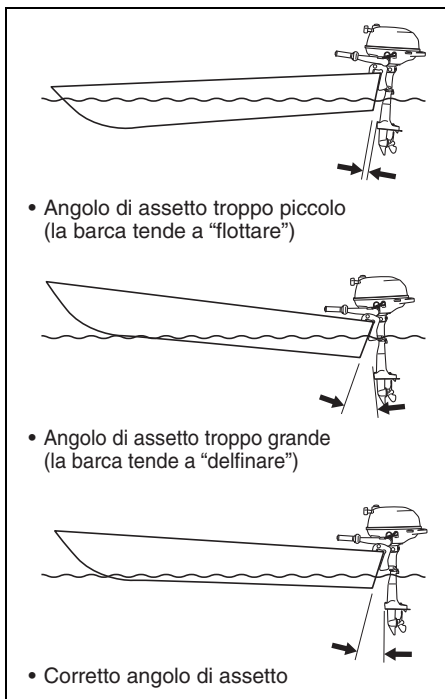 • Angolo di assetto troppo piccolo
(la barca tende a “flottare”)
• Angolo di assetto troppo grande
(la barca tende a “delfinare”)
• Corretto angolo di assetto